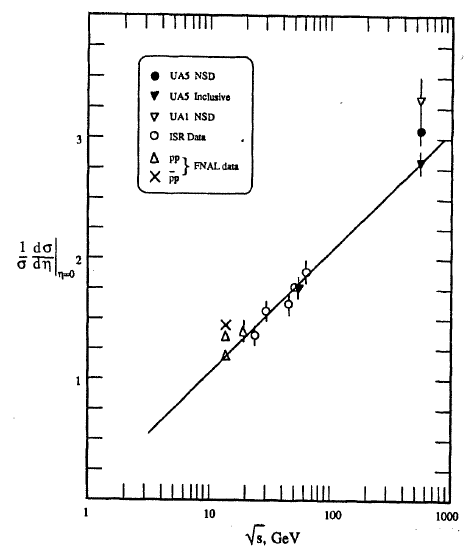 ● UA5 NSD
▼ UA5 Inclusive
▽ UA1 NSD
○ ISR Data
△ pp
× p̄p } FNAL data
3
2
1
1/σ dσ/dη|η=0
1 10 100 1000
√s, GeV